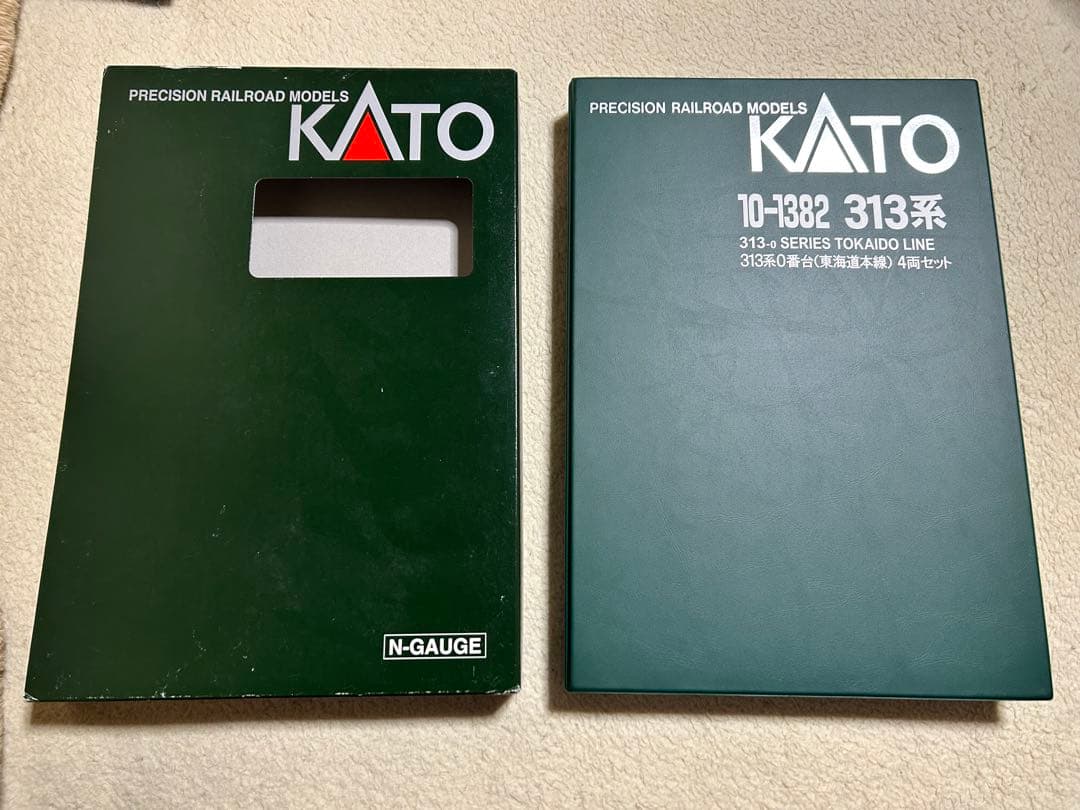 PRECISION RAILROAD MODELS
KATO
N-GAUGE
PRECISION RAILROAD MODELS
KATO
10-1382 313系
313-0 SERIES TOKAIDO LINE
313系0番台(東海道本線) 4両セット